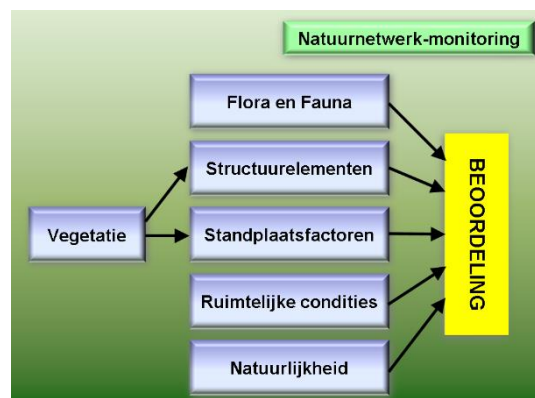 Natuurnetwerk-monitoring
Flora en Fauna
Structuurelementen
Vegetatie
Standplaatsfactoren
Ruimtelijke condities
Natuurlijkheid
BEOORDELING